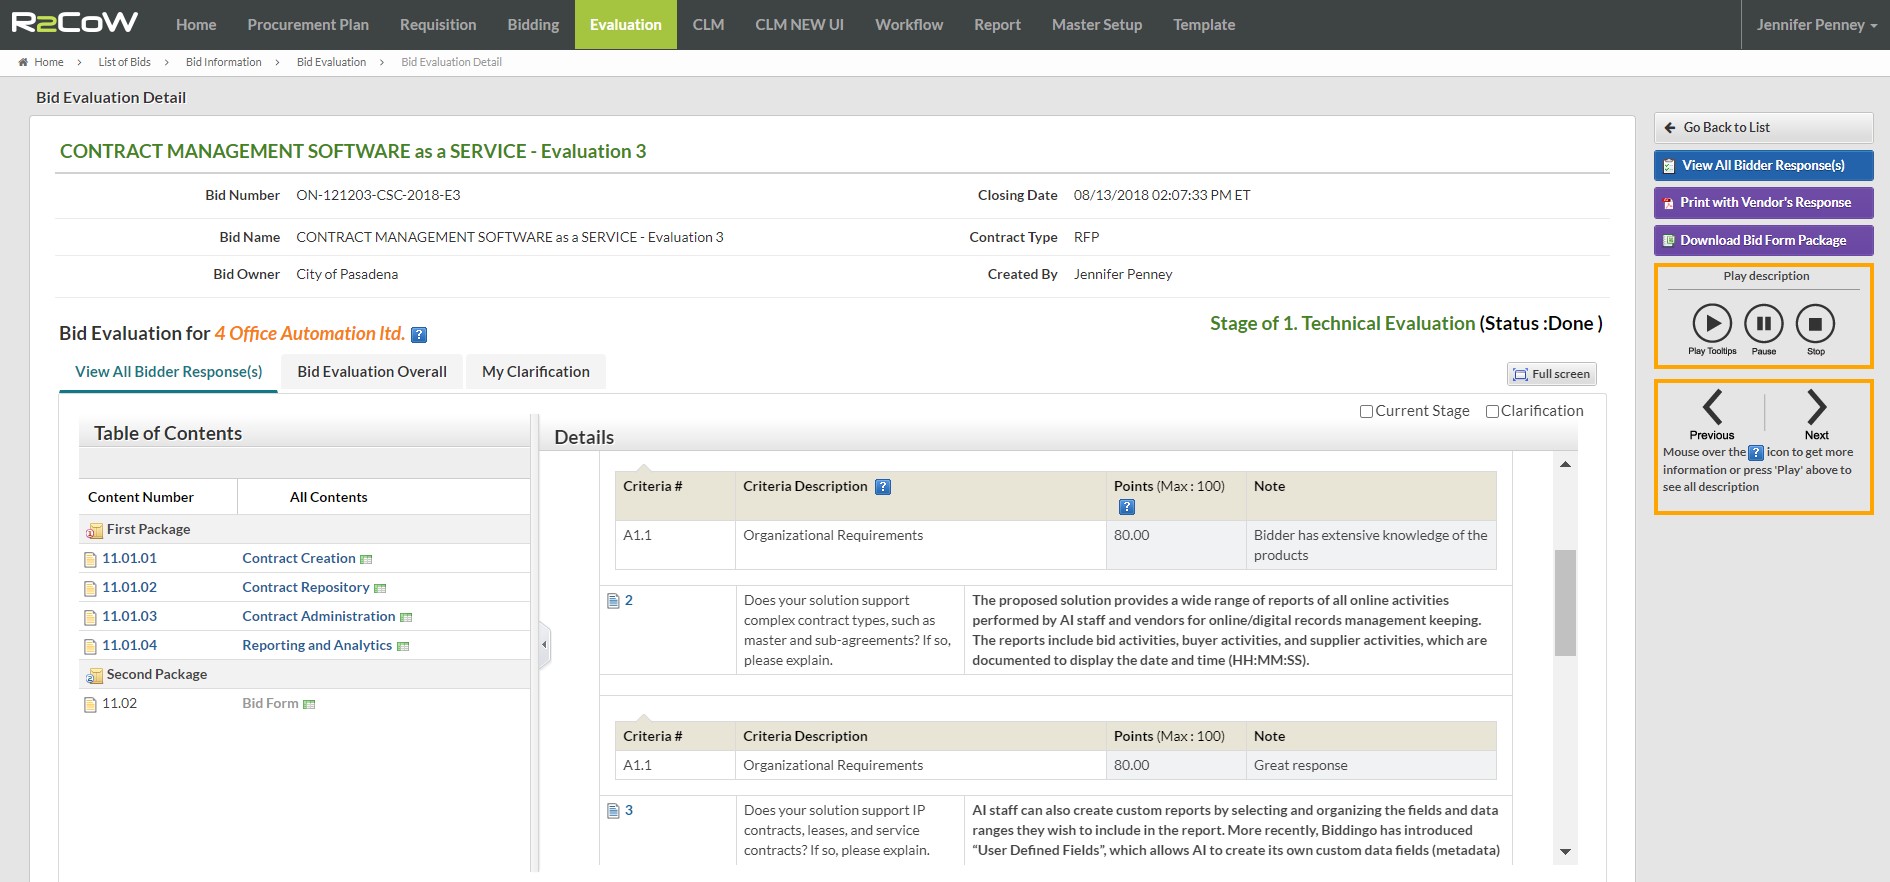 R2CoW Home Procurement Plan Requisition Bidding Evaluation CLM CLM NEW UI Workflow Report Master Setup Template Jennifer Penney
Home > List of Bids > Bid Information > Bid Evaluation > Bid Evaluation Detail
Bid Evaluation Detail
CONTRACT MANAGEMENT SOFTWARE as a SERVICE - Evaluation 3
Bid Number ON-121203-CSC-2018-E3 Closing Date 08/13/2018 02:07:33 PM ET
Bid Name CONTRACT MANAGEMENT SOFTWARE as a SERVICE - Evaluation 3 Contract Type RFP
Bid Owner City of Pasadena Created By Jennifer Penney
Bid Evaluation for 4 Office Automation ltd. ?
Stage of 1. Technical Evaluation (Status :Done )
View All Bidder Response(s) Bid Evaluation Overall My Clarification
Full screen
Current Stage Clarification
Table of Contents
Content Number All Contents
First Package
11.01.01 Contract Creation
11.01.02 Contract Repository
11.01.03 Contract Administration
11.01.04 Reporting and Analytics
Second Package
11.02 Bid Form
Details
Criteria # Criteria Description ? Points (Max : 100) ? Note
A1.1 Organizational Requirements 80.00 Bidder has extensive knowledge of the
products
2
Does your solution support
complex contract types, such as
master and sub-agreements? If so,
please explain.
The proposed solution provides a wide range of reports of all online activities
performed by AI staff and vendors for online/digital records management keeping.
The reports include bid activities, buyer activities, and supplier activities, which are
documented to display the date and time (HH:MM:SS).
Criteria # Criteria Description Points (Max : 100) Note
A1.1 Organizational Requirements 80.00 Great response
3
Does your solution support IP
contracts, leases, and service
contracts? If so, please explain.
AI staff can also create custom reports by selecting and organizing the fields and data
ranges they wish to include in the report. More recently, Biddingo has introduced
“User Defined Fields”, which allows AI to create its own custom data fields (metadata)
Go Back to List
View All Bidder Response(s)
Print with Vendor's Response
Download Bid Form Package
Play description
Play Tooltips Pause Stop
Previous Next
Mouse over the ? icon to get more
information or press 'Play' above to
see all description